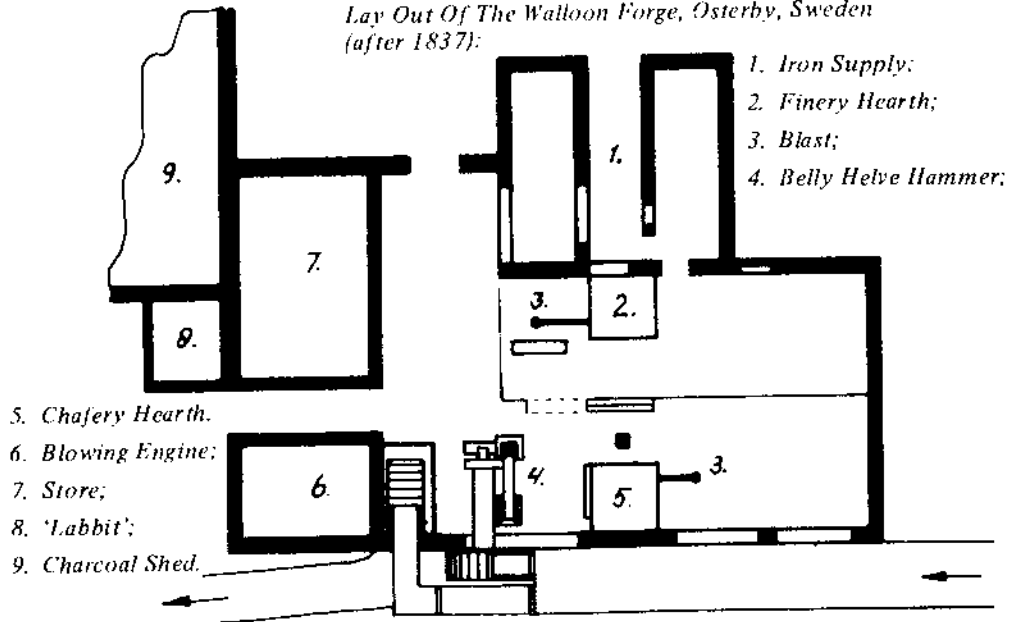 Lay Out Of The Walloon Forge, Osterby, Sweden
(after 1837):
1. Iron Supply;
2. Finery Hearth;
3. Blast;
4. Belly Helve Hammer;
5. Chafery Hearth.
6. Blowing Engine;
7. Store;
8. ‘Labbit’;
9. Charcoal Shed.
9.
1.
7.
8.
3.
2.
6.
4.
5.
3.